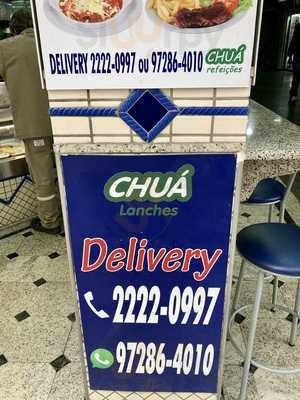 DELIVERY 2222-0997 ou 97286-4010 CHUÁ
refeições
CHUÁ
Lanches
Delivery
2222-0997
97286-4010